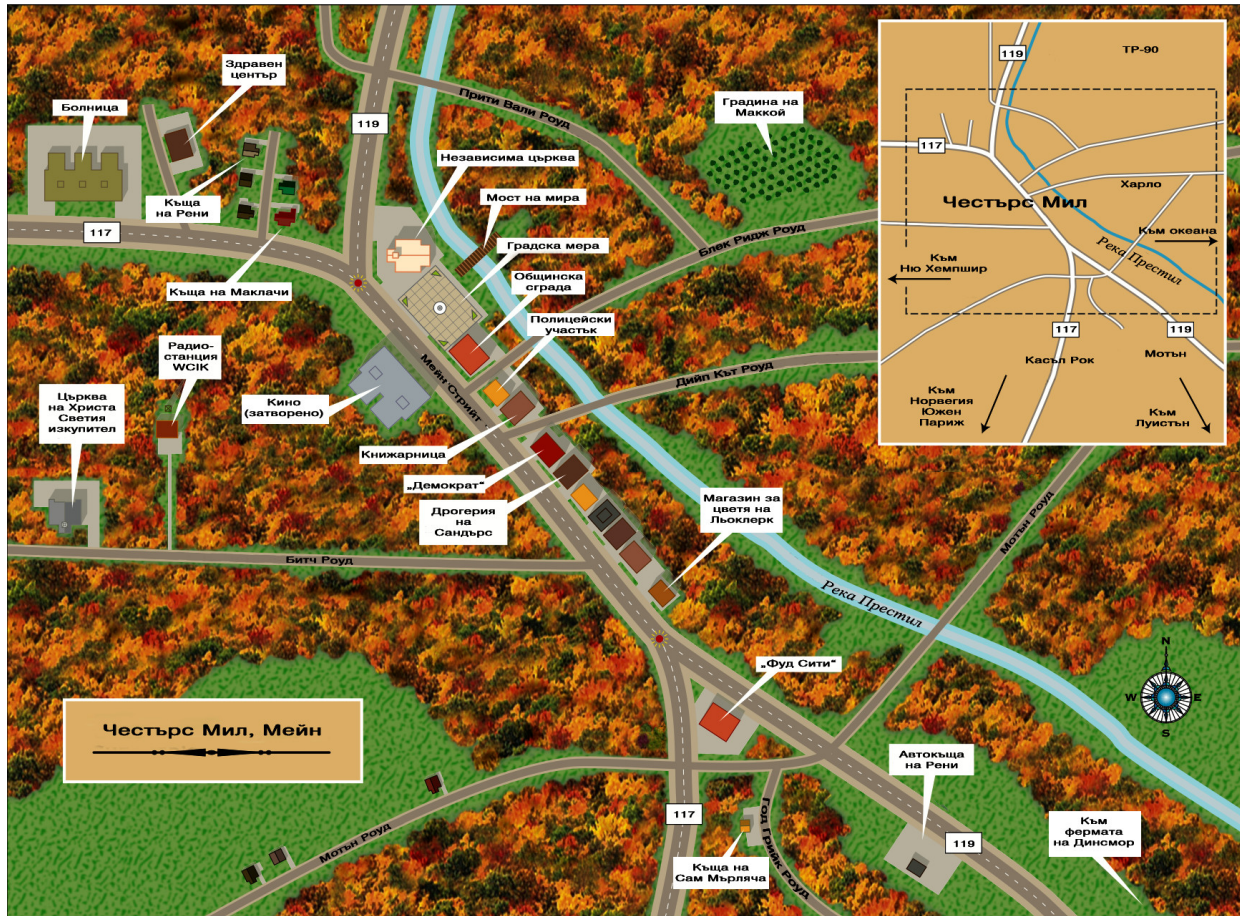 Здравен
център
Болница
119
Прити Вали Роуд
Градина на
Маккой
Независима църква
Мост на мира
Къща
на Рени
Градска мера
117
Блек Ридж Роуд
Общинска
сграда
Къща на Маклачи
Полицейски
участък
Радио-
станция
WCIK
Мейн Стрийт
Дийп Кът Роуд
Църква
на Христа
Светия
изкупител
Кино
(затворено)
Книжарница
„Демократ“
Дрогерия
на
Сандърс
Магазин за
цветя на
Льоклерк
Мотън Роуд
Битч Роуд
Река Престил
„Фуд Сити“
N
W
E
S
Честърс Мил, Мейн
Автокъща
на Рени
Мотън Роуд
117
Год Грийк Роуд
119
Към
фермата
на Динсмор
Къща на
Сам Мърляча
119
ТР-90
117
Харло
Честърс Мил
Към океана
Река Престил
Към
Ню Хемпшир
117
119
Касъл Рок
Мотън
Към
Норвегия
Южен
Париж
Към
Луистън